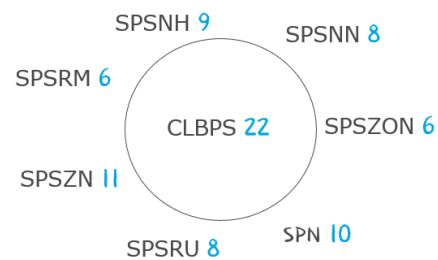 SPSNH 9
SPSNN 8
SPSRM 6
CLBPS 22
SPSZON 6
SPSZN 11
SPN 10
SPSRU 8